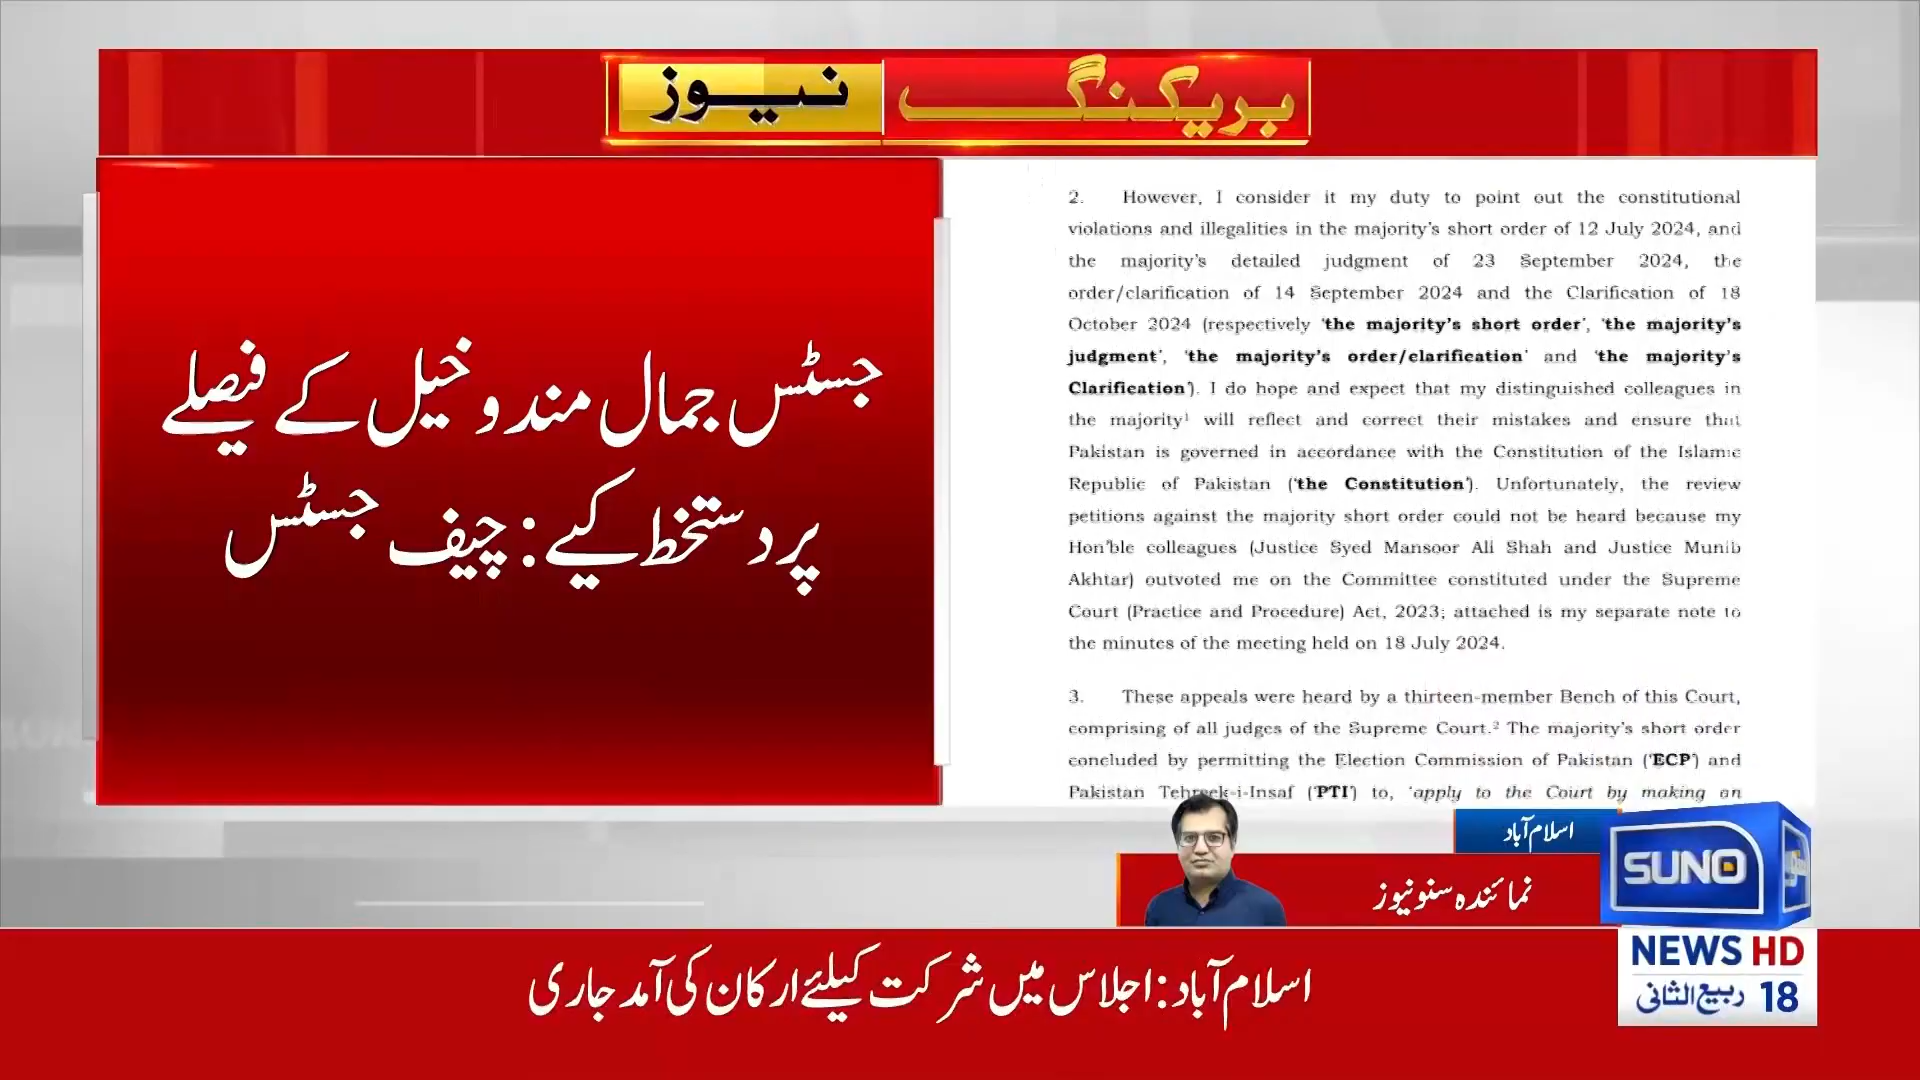 بریکنگ نیوز
جسٹس جمال مندوخیل کے فیصلے
پر دستخط کیے : چیف جسٹس
2. However, I consider it my duty to point out the constitutional
violations and illegalities in the majority's short order of 12 July 2024, and
the majority's detailed judgment of 23 September 2024, the
order/clarification of 14 September 2024 and the Clarification of 18
October 2024 (respectively 'the majority's short order', 'the majority's
judgment', 'the majority's order/clarification' and 'the majority's
Clarification'). I do hope and expect that my distinguished colleagues in
the majority¹ will reflect and correct their mistakes and ensure that
Pakistan is governed in accordance with the Constitution of the Islamic
Republic of Pakistan ('the Constitution'). Unfortunately, the review
petitions against the majority short order could not be heard because my
Hon'ble colleagues (Justice Syed Mansoor Ali Shah and Justice Munib
Akhtar) outvoted me on the Committee constituted under the Supreme
Court (Practice and Procedure) Act, 2023; attached is my separate note to
the minutes of the meeting held on 18 July 2024.
3. These appeals were heard by a thirteen-member Bench of this Court,
comprising of all judges of the Supreme Court.² The majority's short order
concluded by permitting the Election Commission of Pakistan ('ECP') and
Pakistan Tehreek-i-Insaf ('PTI') to, 'apply to the Court by making an
اسلام آباد
نمائندہ سنو نیوز
SUNO
NEWS HD
18 ربیع الثانی
اسلام آباد : اجلاس میں شرکت کیلئے ارکان کی آمد جاری